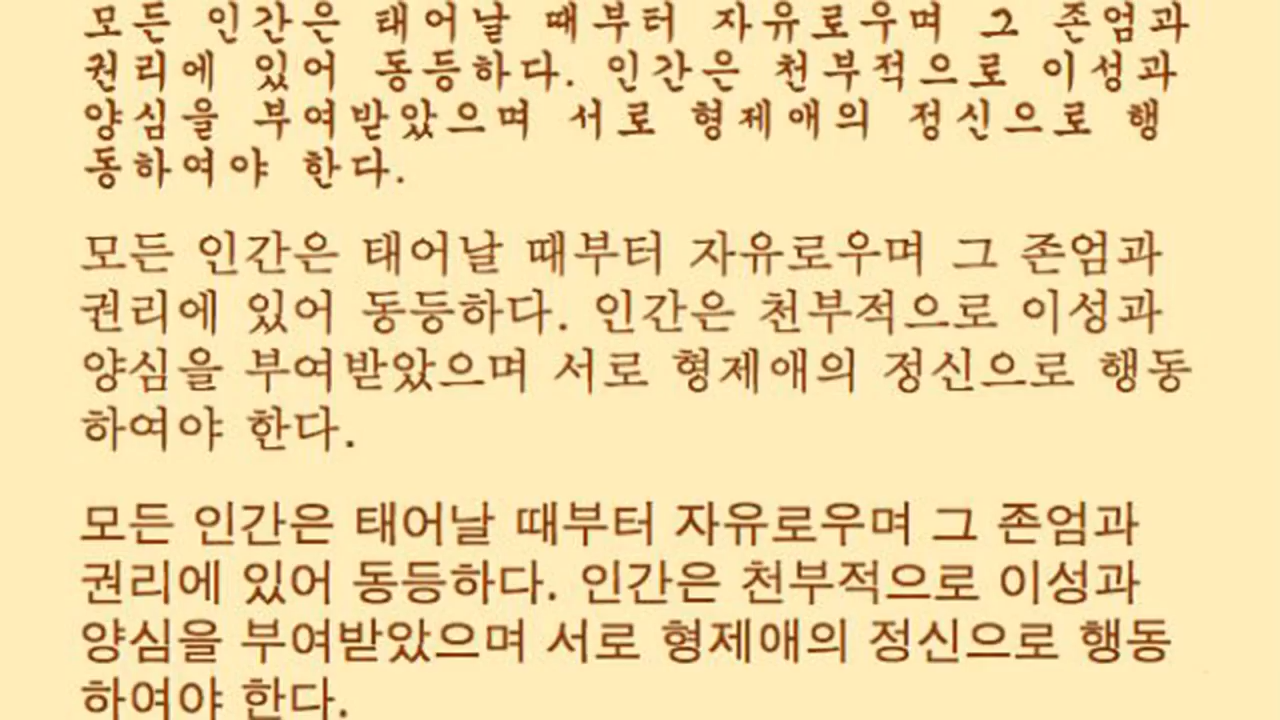 모든 인간은 태어날 때부터 자유로우며 그 존엄과
권리에 있어 동등하다. 인간은 천부적으로 이성과
양심을 부여받았으며 서로 형제애의 정신으로 행
동하여야 한다.
모든 인간은 태어날 때부터 자유로우며 그 존엄과
권리에 있어 동등하다. 인간은 천부적으로 이성과
양심을 부여받았으며 서로 형제애의 정신으로 행동
하여야 한다.
모든 인간은 태어날 때부터 자유로우며 그 존엄과
권리에 있어 동등하다. 인간은 천부적으로 이성과
양심을 부여받았으며 서로 형제애의 정신으로 행동
하여야 한다.